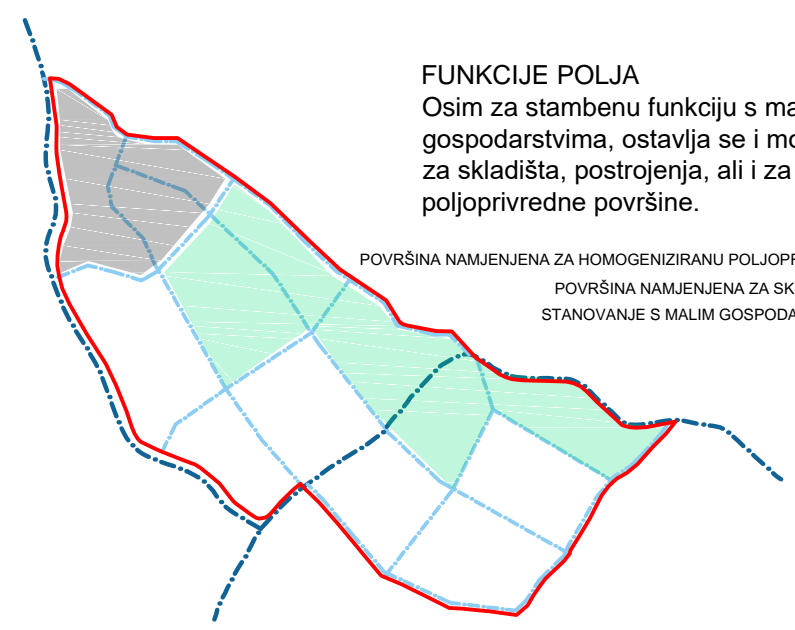 FUNKCIJE POLJA
Osim za stambenu funkciju s ma
gospodarstvima, ostavlja se i mo
za skladišta, postrojenja, ali i za
poljoprivredne površine.
POVRŠINA NAMJENJENA ZA HOMOGENIZIRANU POLJOPR
POVRŠINA NAMJENJENA ZA SK
STANOVANJE S MALIM GOSPODA